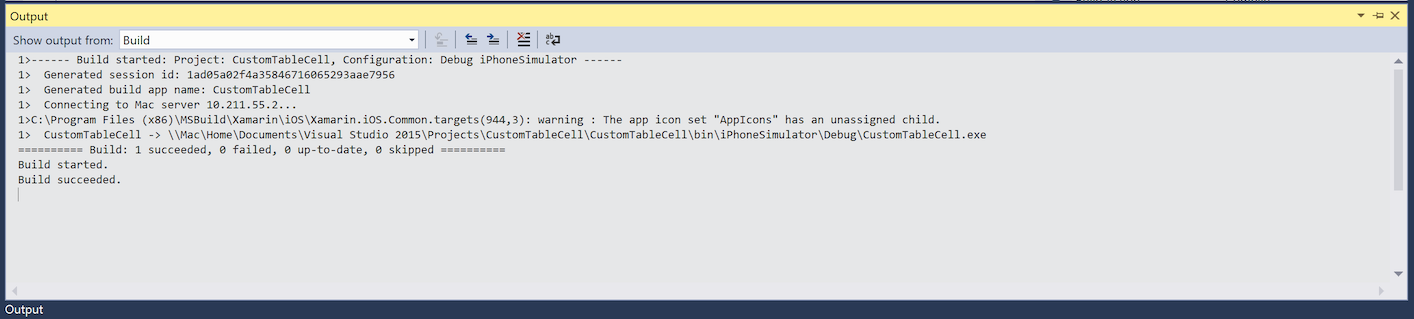 Output
Show output from: Build
1>------ Build started: Project: CustomTableCell, Configuration: Debug iPhoneSimulator ------
1>  Generated session id: 1ad05a02f4a35846716065293aae7956
1>  Generated build app name: CustomTableCell
1>  Connecting to Mac server 10.211.55.2...
1>C:\Program Files (x86)\MSBuild\Xamarin\iOS\Xamarin.iOS.Common.targets(944,3): warning : The app icon set "AppIcons" has an unassigned child.
1>  CustomTableCell -> \\Mac\Home\Documents\Visual Studio 2015\Projects\CustomTableCell\CustomTableCell\bin\iPhoneSimulator\Debug\CustomTableCell.exe
========== Build: 1 succeeded, 0 failed, 0 up-to-date, 0 skipped ==========
Build started.
Build succeeded.
Output